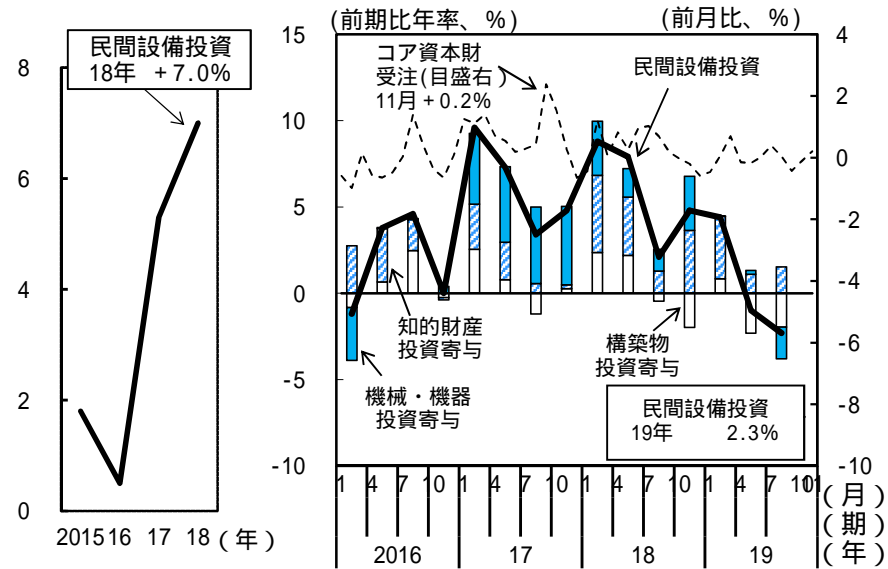 民間設備投資
18年 +7.0%
8
6
4
2
0
2015 16 17 18 (年)
(前期比年率、%)
(前月比、%)
15
10
5
0
-5
-10
4
2
0
-2
-4
-6
-8
-10
コア資本財
受注(目盛右)
11月+0.2%
民間設備投資
知的財産
投資寄与
機械・機器
投資寄与
構築物
投資寄与
民間設備投資
19年 2.3%
1 4 7 10 1 4 7 10 1 4 7 10 1 4 7
(月)
(期)
2016 17 18 19 (年)